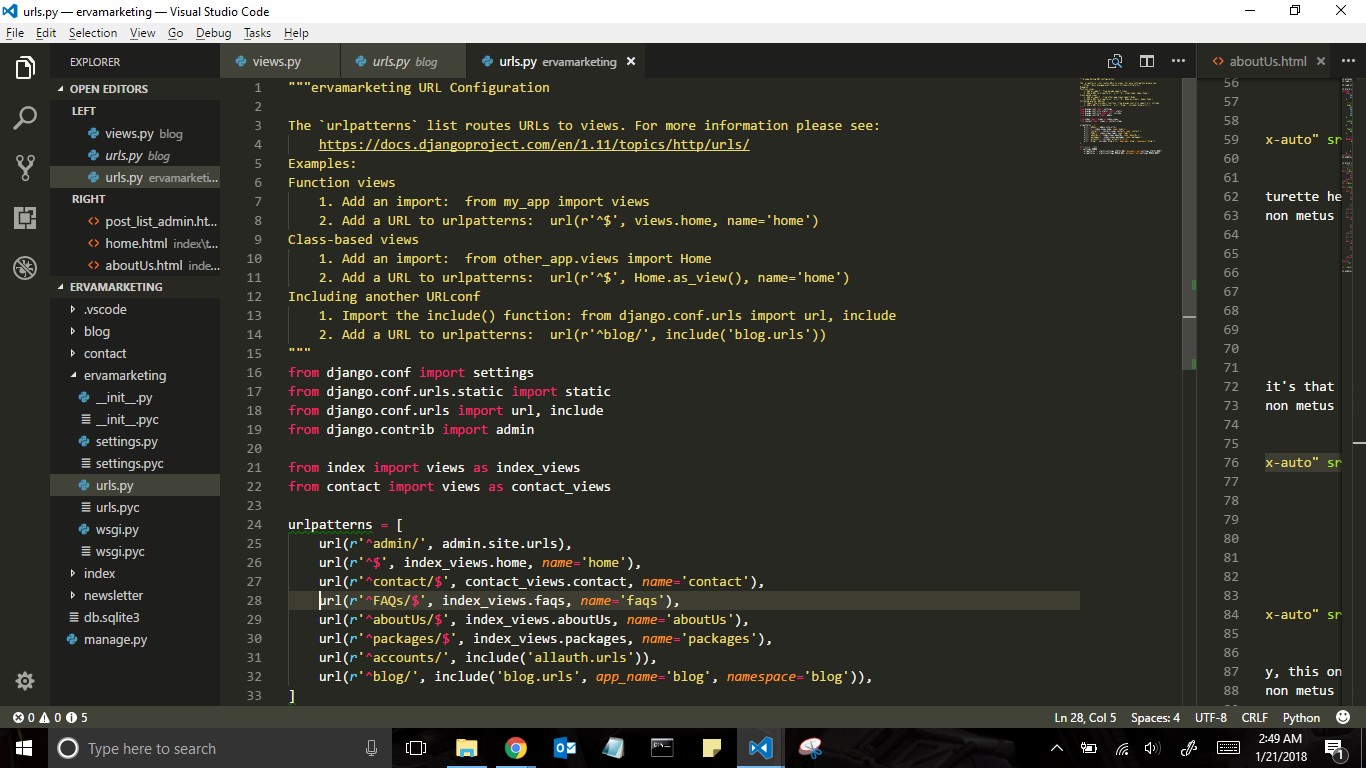 urls.py — ervamarketing — Visual Studio Code
File Edit Selection View Go Debug Tasks Help
EXPLORER
OPEN EDITORS
LEFT
views.py blog
urls.py blog
urls.py ervamarketi...
RIGHT
post_list_admin.ht...
home.html index\t...
aboutUs.html inde...
ERVAMARKETING
.vscode
blog
contact
ervamarketing
__init__.py
__init__.pyc
settings.py
settings.pyc
urls.py
urls.pyc
wsgi.py
wsgi.pyc
index
newsletter
db.sqlite3
manage.py
views.py
urls.py blog
urls.py ervamarketing
1 """ervamarketing URL Configuration
2
3 The `urlpatterns` list routes URLs to views. For more information please see:
4 https://docs.djangoproject.com/en/1.11/topics/http/urls/
5 Examples:
6 Function views
7 1. Add an import:  from my_app import views
8 2. Add a URL to urlpatterns:  url(r'^$', views.home, name='home')
9 Class-based views
10 1. Add an import:  from other_app.views import Home
11 2. Add a URL to urlpatterns:  url(r'^$', Home.as_view(), name='home')
12 Including another URLconf
13 1. Import the include() function: from django.conf.urls import url, include
14 2. Add a URL to urlpatterns:  url(r'^blog/', include('blog.urls'))
15 """
16 from django.conf import settings
17 from django.conf.urls.static import static
18 from django.conf.urls import url, include
19 from django.contrib import admin
20
21 from index import views as index_views
22 from contact import views as contact_views
23
24 urlpatterns = [
25 url(r'^admin/', admin.site.urls),
26 url(r'^$', index_views.home, name='home'),
27 url(r'^contact/$', contact_views.contact, name='contact'),
28 url(r'^FAQs/$', index_views.faqs, name='faqs'),
29 url(r'^aboutUs/$', index_views.aboutUs, name='aboutUs'),
30 url(r'^packages/$', index_views.packages, name='packages'),
31 url(r'^accounts/', include('allauth.urls')),
32 url(r'^blog/', include('blog.urls', app_name='blog', namespace='blog')),
33 ]
aboutUs.html
56
57
58
59 x-auto" sr
60
61
62 turette he
63 non metus
64
65
66
67
68
69
70
71
72 it's that
73 non metus
74
75
76 x-auto" sr
77
78
79
80
81
82
83
84 x-auto" sr
85
86
87 y, this on
88 non metus
0 0 5
Ln 28, Col 5 Spaces: 4 UTF-8 CRLF Python
Type here to search
2:49 AM
1/21/2018
1